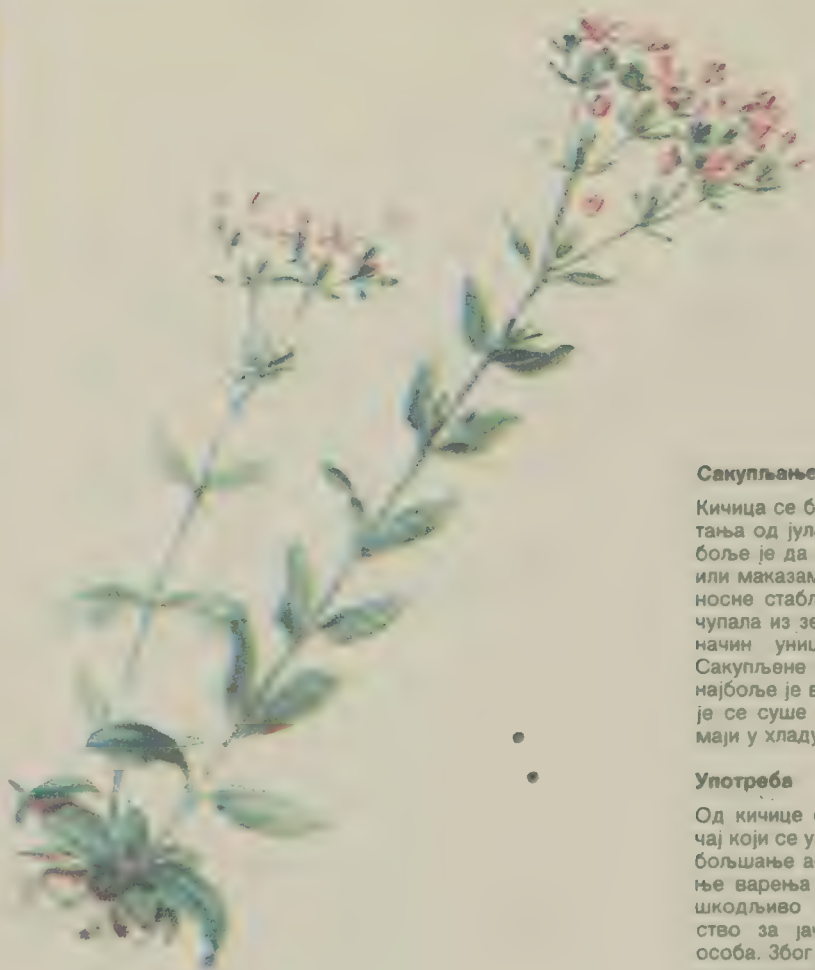 Сакупљање
Кичица се б
тања од јул
боље је да
или маказам
носне стабл
чупала из зе
начин униц
Сакупљене
најбоље је в
је се суше
маји у хладу
Употреба
Од кичице
чај који се у
бољшање а
ње варења
шкодљиво
ство за јач
особа. Због